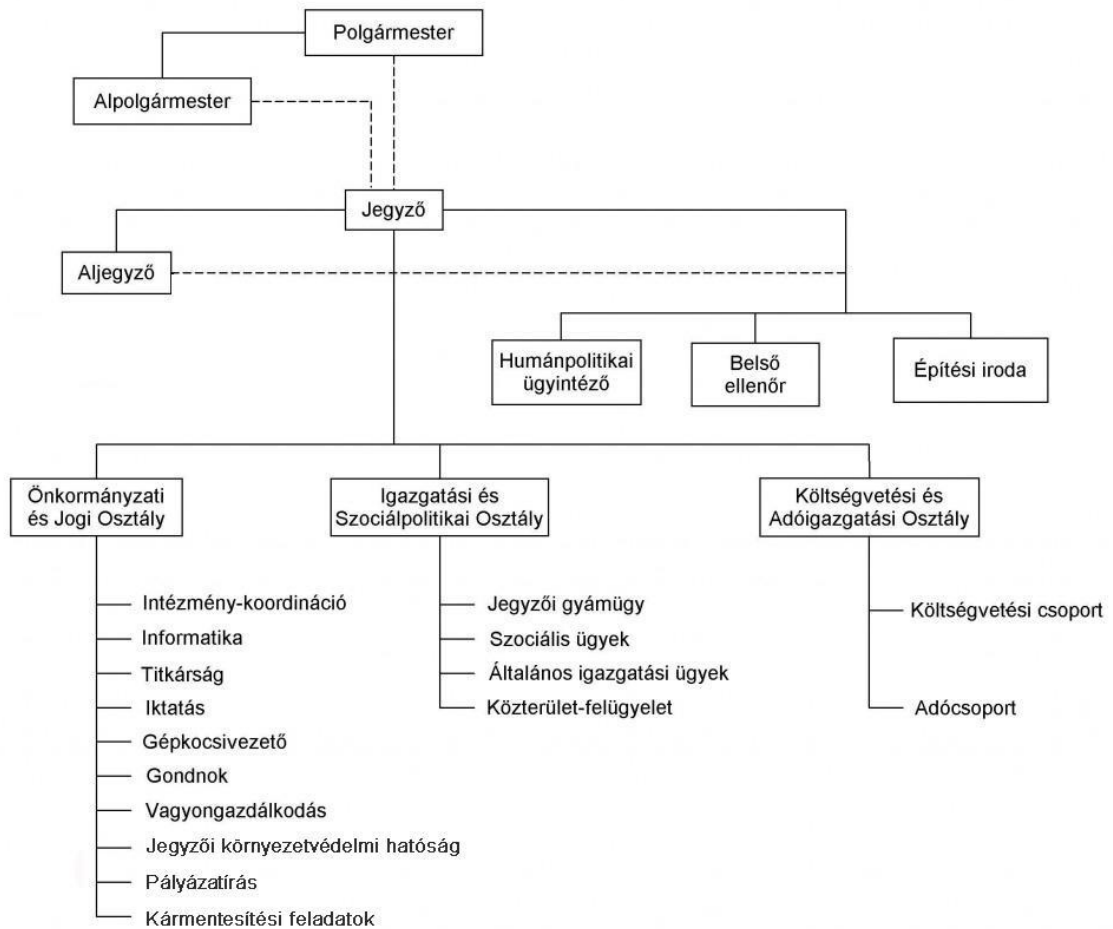 Polgármester
Alpolgármester
Jegyző
Aljegyző
Humánpolitikai
ügyintéző
Belső
ellenőr
Építési iroda
Önkormányzati
és Jogi Osztály
Igazgatási és
Szociálpolitikai Osztály
Költségvetési és
Adóigazgatási Osztály
Intézmény-koordináció
Informatika
Titkárság
Iktatás
Gépkocsivezető
Gondnok
Vagyongazdálkodás
Jegyzői környezetvédelmi hatóság
Pályázatírás
Kármentesítési feladatok
Jegyzői gyámügy
Szociális ügyek
Általános igazgatási ügyek
Közterület-felügyelet
Költségvetési csoport
Adócsoport